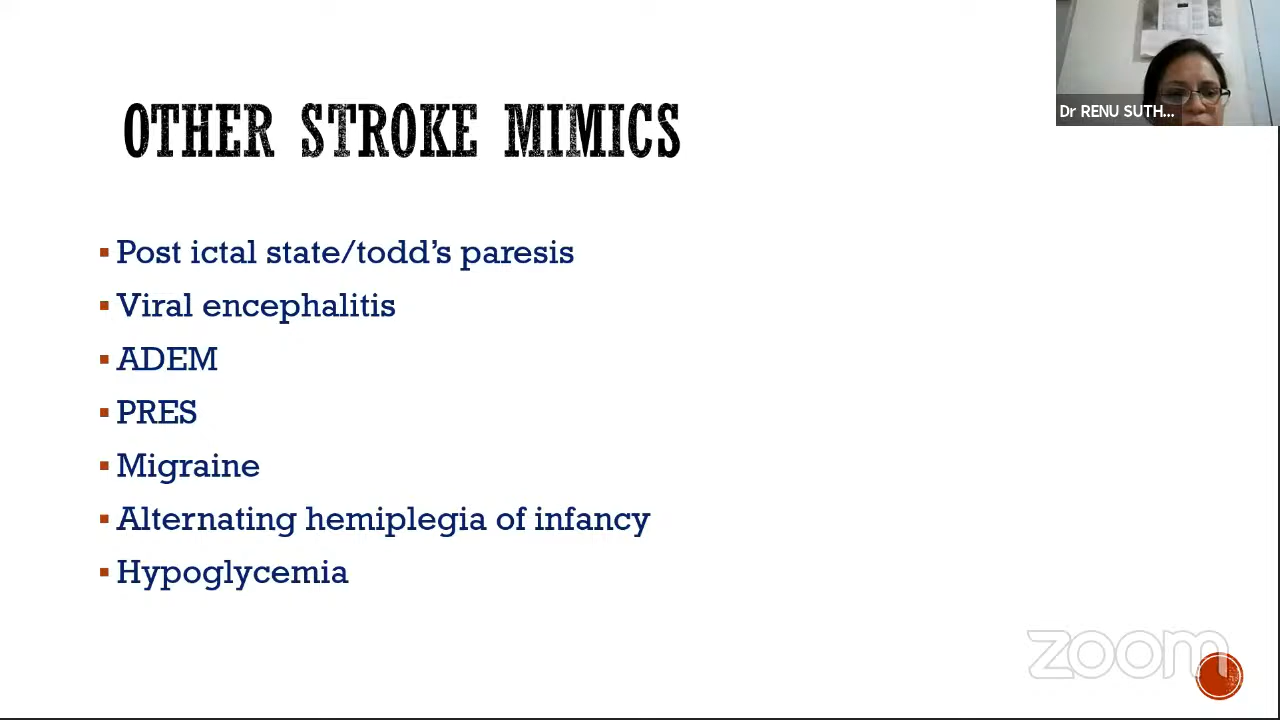 OTHER STROKE MIMICS
Dr RENU SUTH...
▪ Post ictal state/todd's paresis
▪ Viral encephalitis
▪ ADEM
▪ PRES
▪ Migraine
▪ Alternating hemiplegia of infancy
▪ Hypoglycemia
zoom